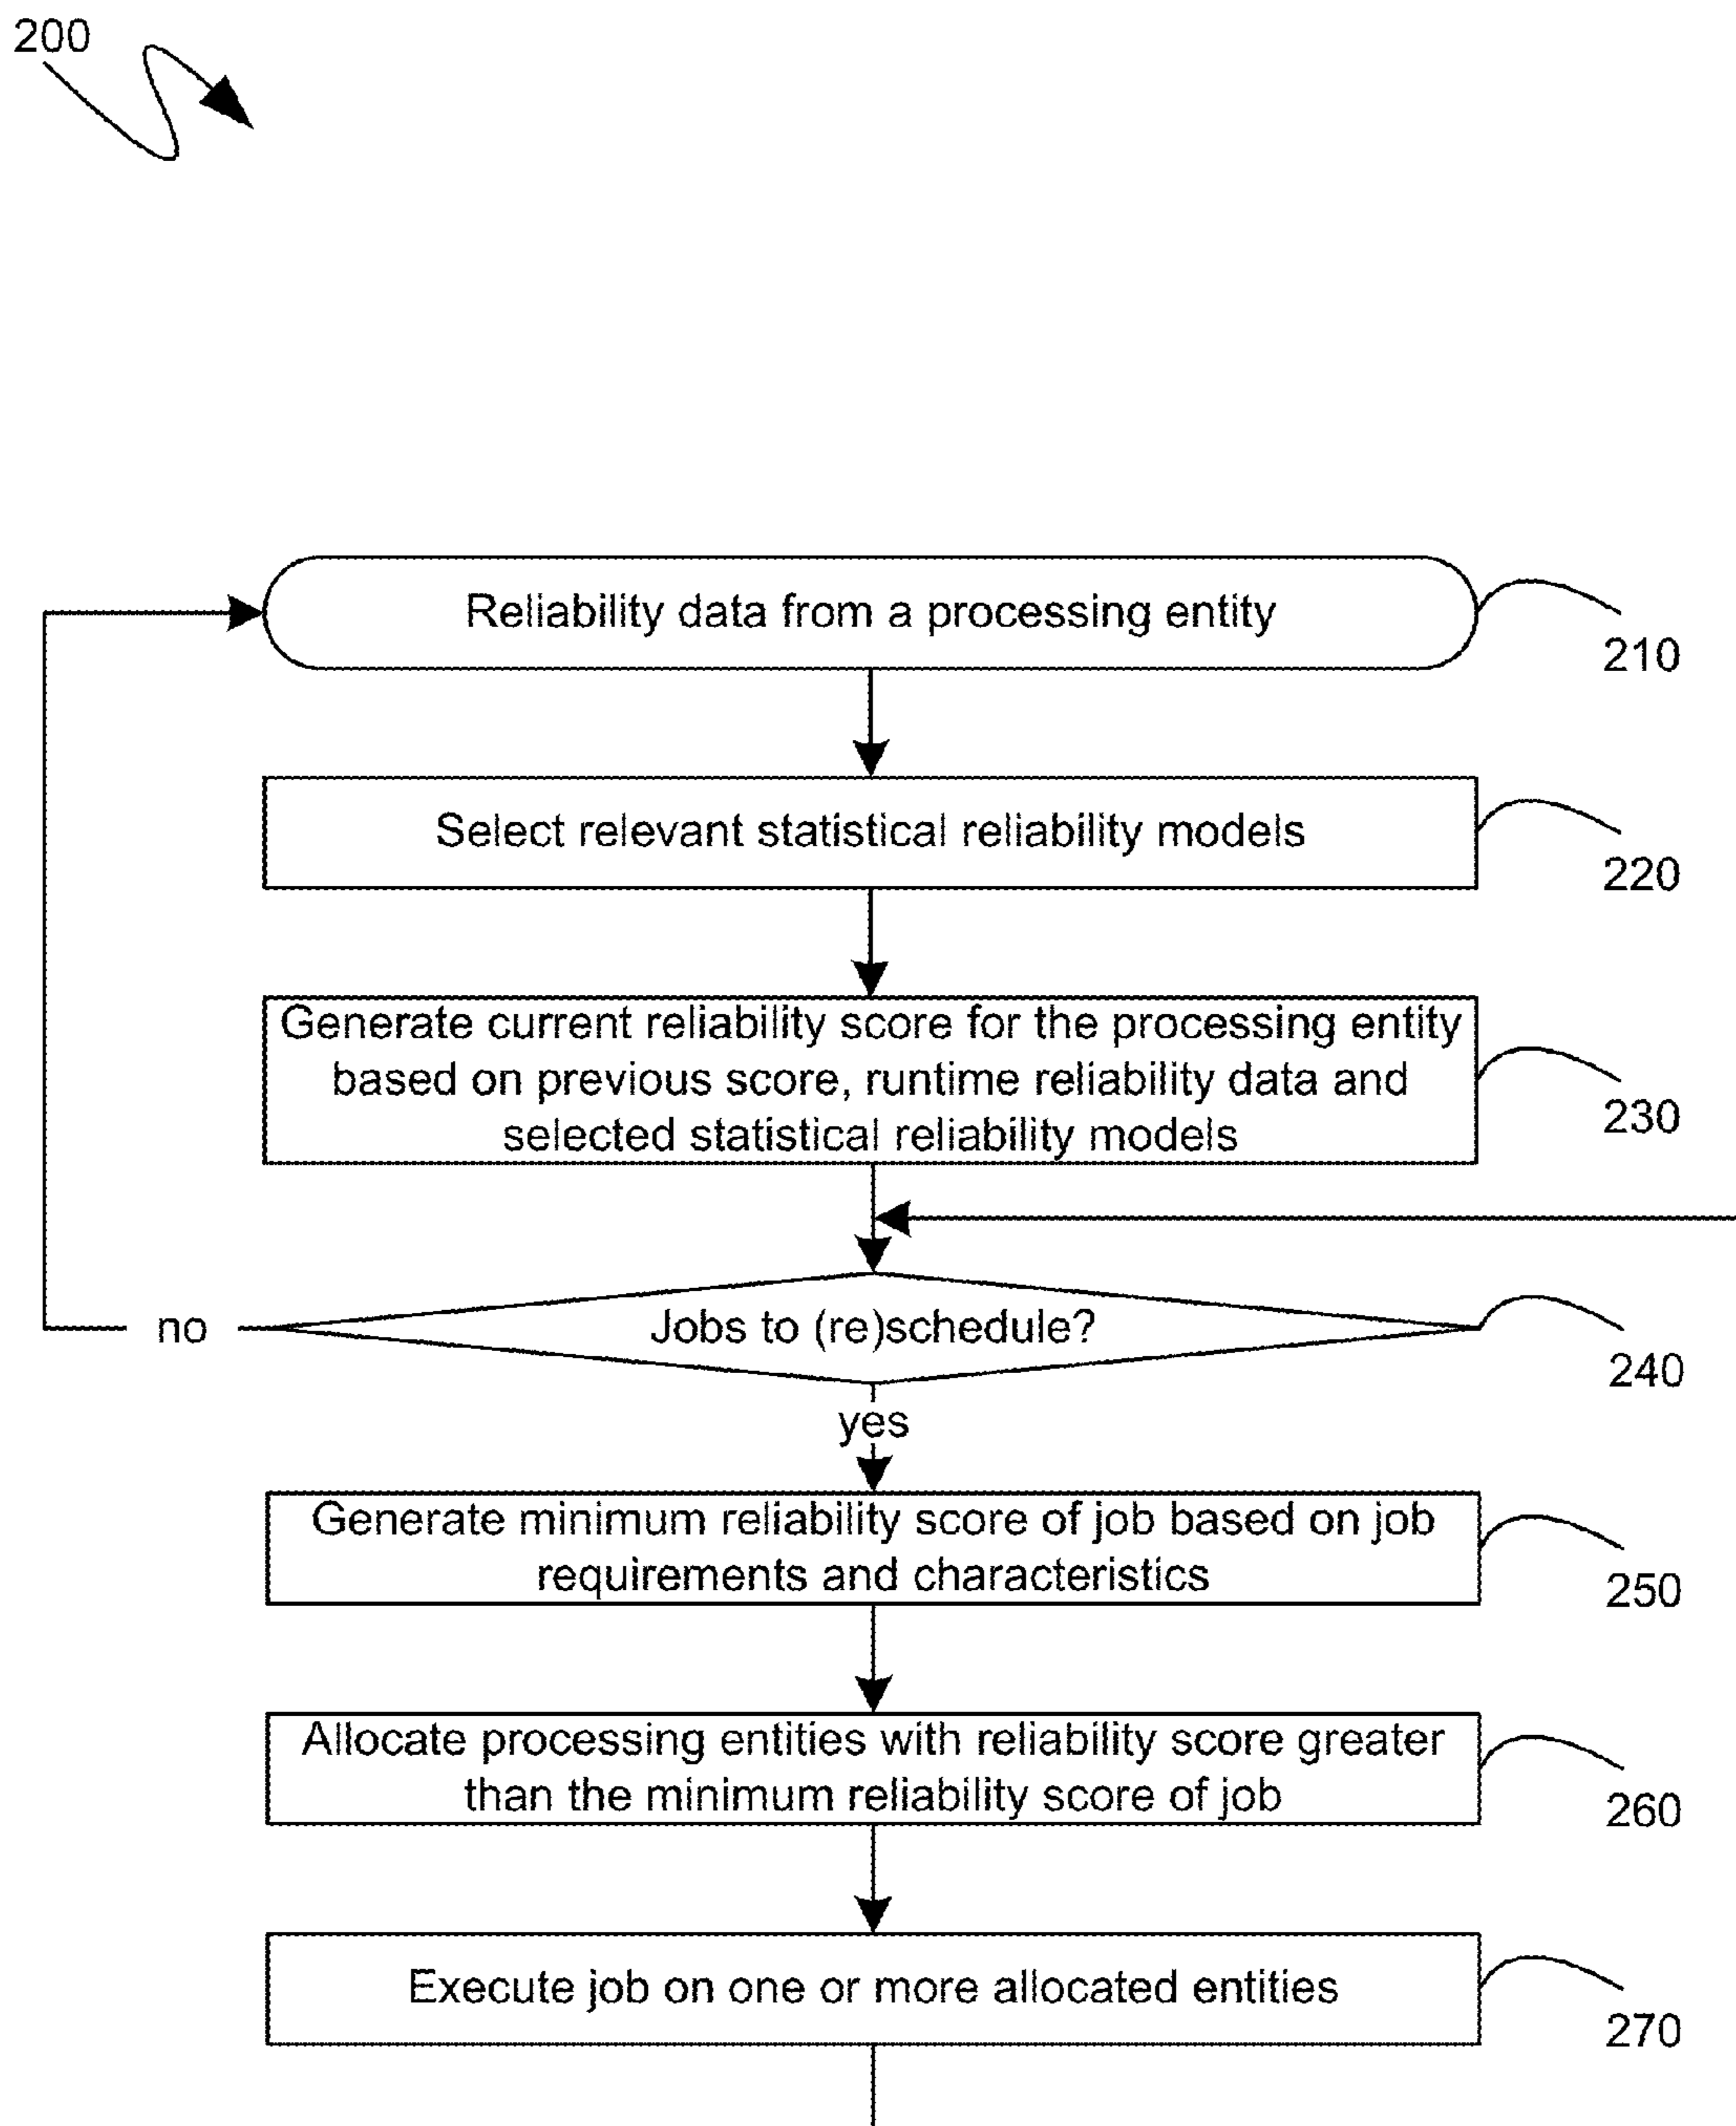 200
Reliability data from a processing entity
210
Select relevant statistical reliability models
220
Generate current reliability score for the processing entity
based on previous score, runtime reliability data and
selected statistical reliability models
230
Jobs to (re)schedule?
no
240
yes
Generate minimum reliability score of job based on job
requirements and characteristics
250
Allocate processing entities with reliability score greater
than the minimum reliability score of job
260
Execute job on one or more allocated entities
270